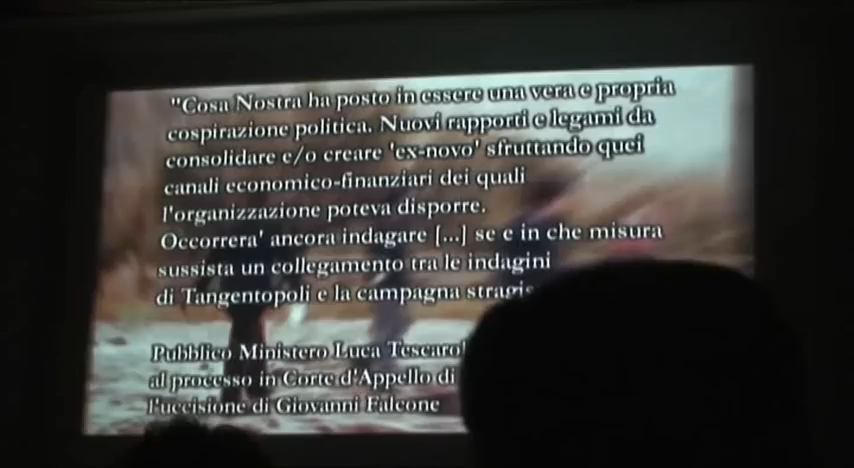 "Cosa Nostra ha posto in essere una vera e propria
cospirazione politica. Nuovi rapporti e legami da
consolidare e/o creare 'ex-novo' sfruttando quei
canali economico-finanziari dei quali
l'organizzazione poteva disporre.
Occorrera' ancora indagare [...] se e in che misura
sussista un collegamento tra le indagini
di Tangentopoli e la campagna
Pubblico Ministero Luca
al processo in Corte d'Appello di
l'uccisione di Giovanni Falcone